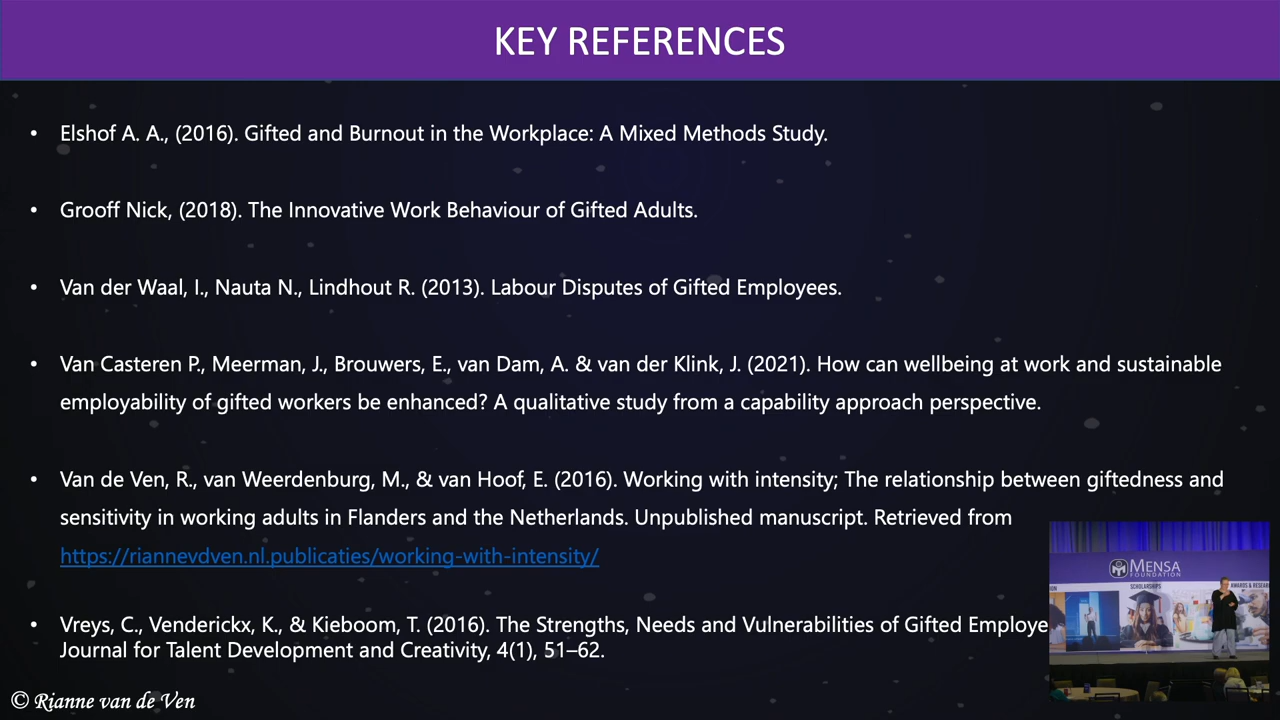 KEY REFERENCES
• Elshof A. A., (2016). Gifted and Burnout in the Workplace: A Mixed Methods Study.
• Grooff Nick, (2018). The Innovative Work Behaviour of Gifted Adults.
• Van der Waal, I., Nauta N., Lindhout R. (2013). Labour Disputes of Gifted Employees.
• Van Casteren P., Meerman, J., Brouwers, E., van Dam, A. & van der Klink, J. (2021). How can wellbeing at work and sustainable
employability of gifted workers be enhanced? A qualitative study from a capability approach perspective.
• Van de Ven, R., van Weerdenburg, M., & van Hoof, E. (2016). Working with intensity; The relationship between giftedness and
sensitivity in working adults in Flanders and the Netherlands. Unpublished manuscript. Retrieved from
https://riannevdven.nl.publicaties/working-with-intensity/
• Vreys, C., Venderickx, K., & Kieboom, T. (2016). The Strengths, Needs and Vulnerabilities of Gifted Employe
Journal for Talent Development and Creativity, 4(1), 51–62.
MENSA
FOUNDATION
SCHOLARSHIPS
AWARDS & RESEAR
© Rianne van de Ven